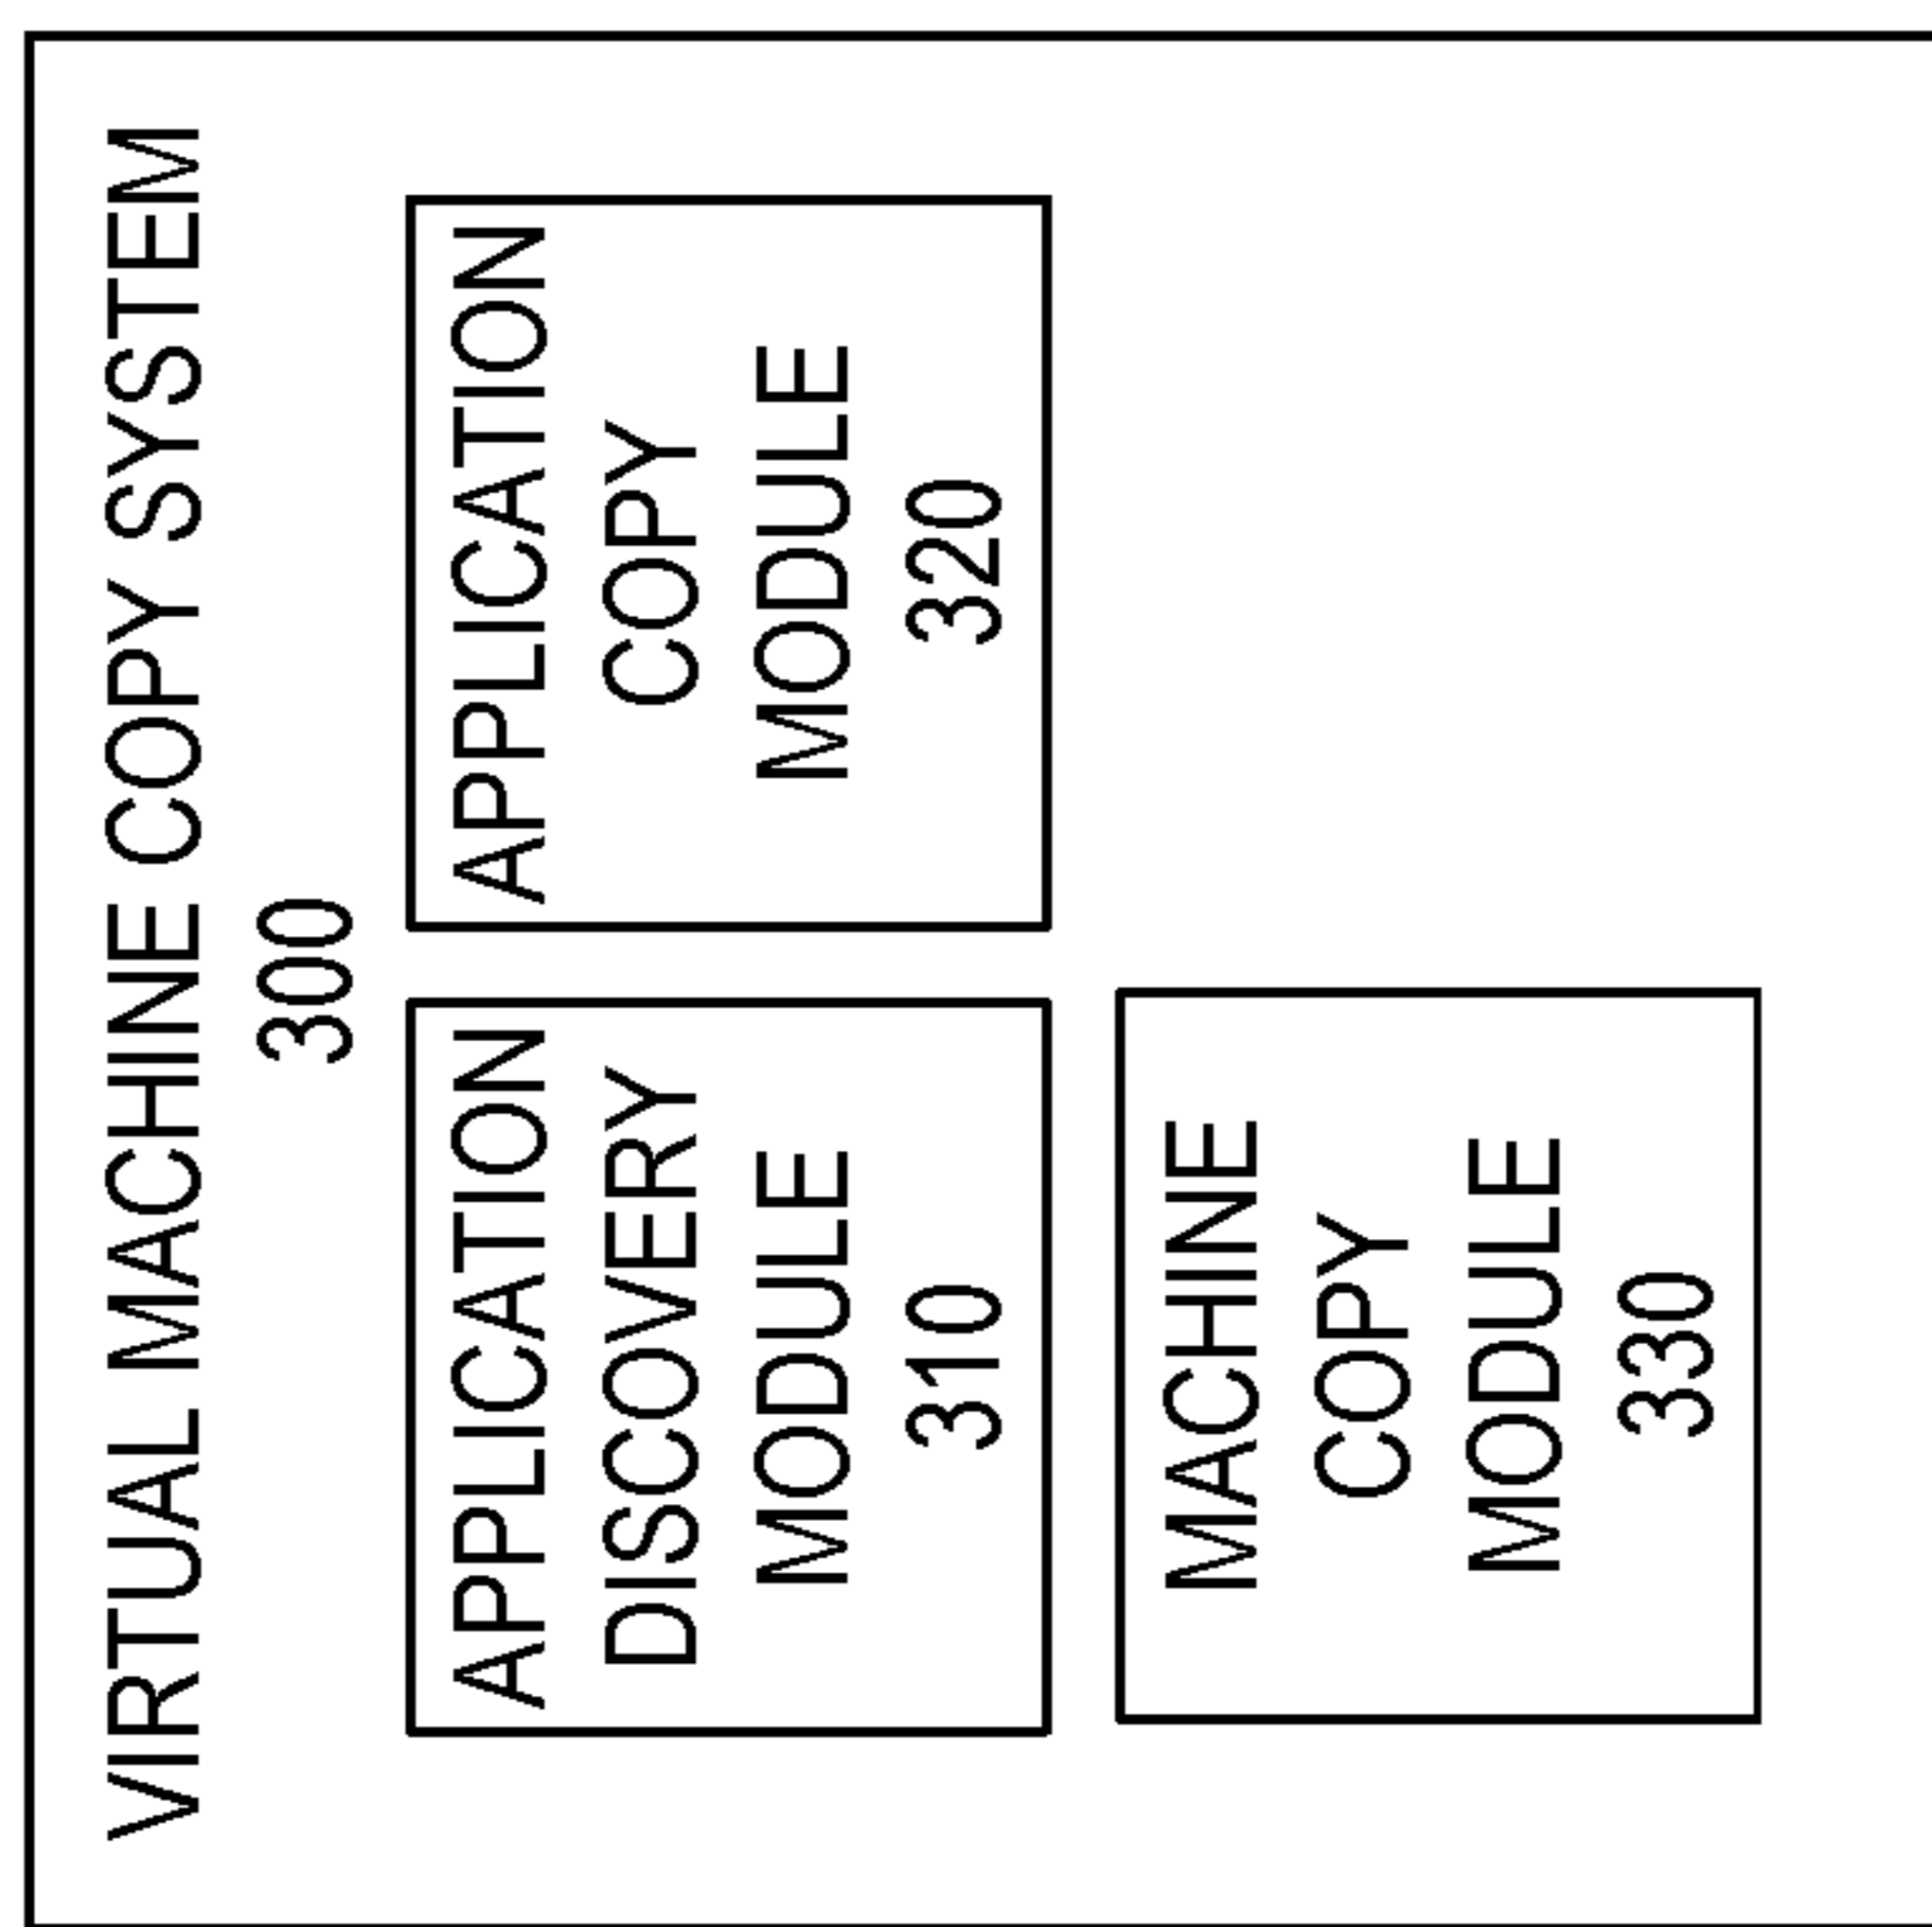 VIRTUAL MACHINE COPY SYSTEM
300
APPLICATION
DISCOVERY
MODULE
310
APPLICATION
COPY
MODULE
320
MACHINE
COPY
MODULE
330